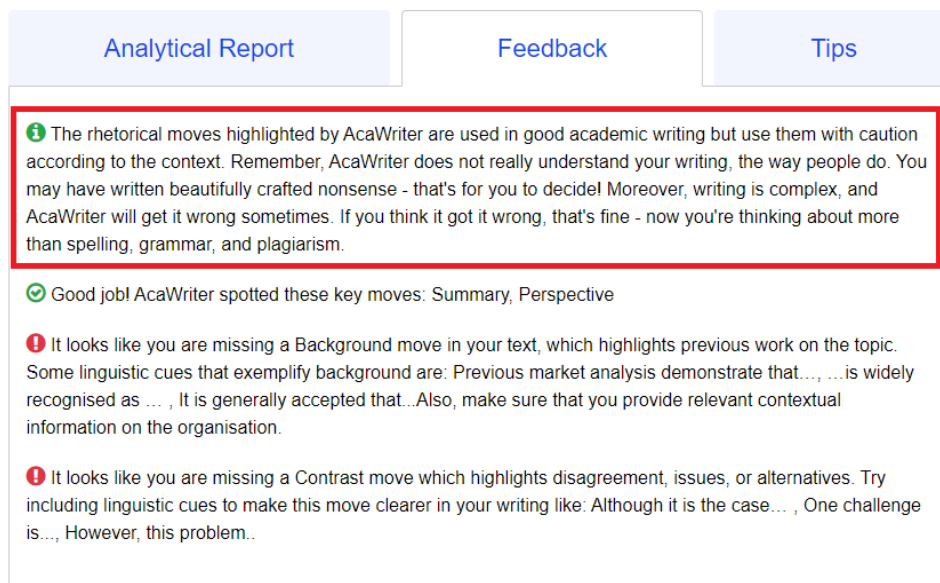 Analytical Report
Feedback
Tips
The rhetorical moves highlighted by AcaWriter are used in good academic writing but use them with caution
according to the context. Remember, AcaWriter does not really understand your writing, the way people do. You
may have written beautifully crafted nonsense - that's for you to decide! Moreover, writing is complex, and
AcaWriter will get it wrong sometimes. If you think it got it wrong, that's fine - now you're thinking about more
than spelling, grammar, and plagiarism.
Good job! AcaWriter spotted these key moves: Summary, Perspective
It looks like you are missing a Background move in your text, which highlights previous work on the topic.
Some linguistic cues that exemplify background are: Previous market analysis demonstrate that…, …is widely
recognised as … , It is generally accepted that...Also, make sure that you provide relevant contextual
information on the organisation.
It looks like you are missing a Contrast move which highlights disagreement, issues, or alternatives. Try
including linguistic cues to make this move clearer in your writing like: Although it is the case… , One challenge
is..., However, this problem..